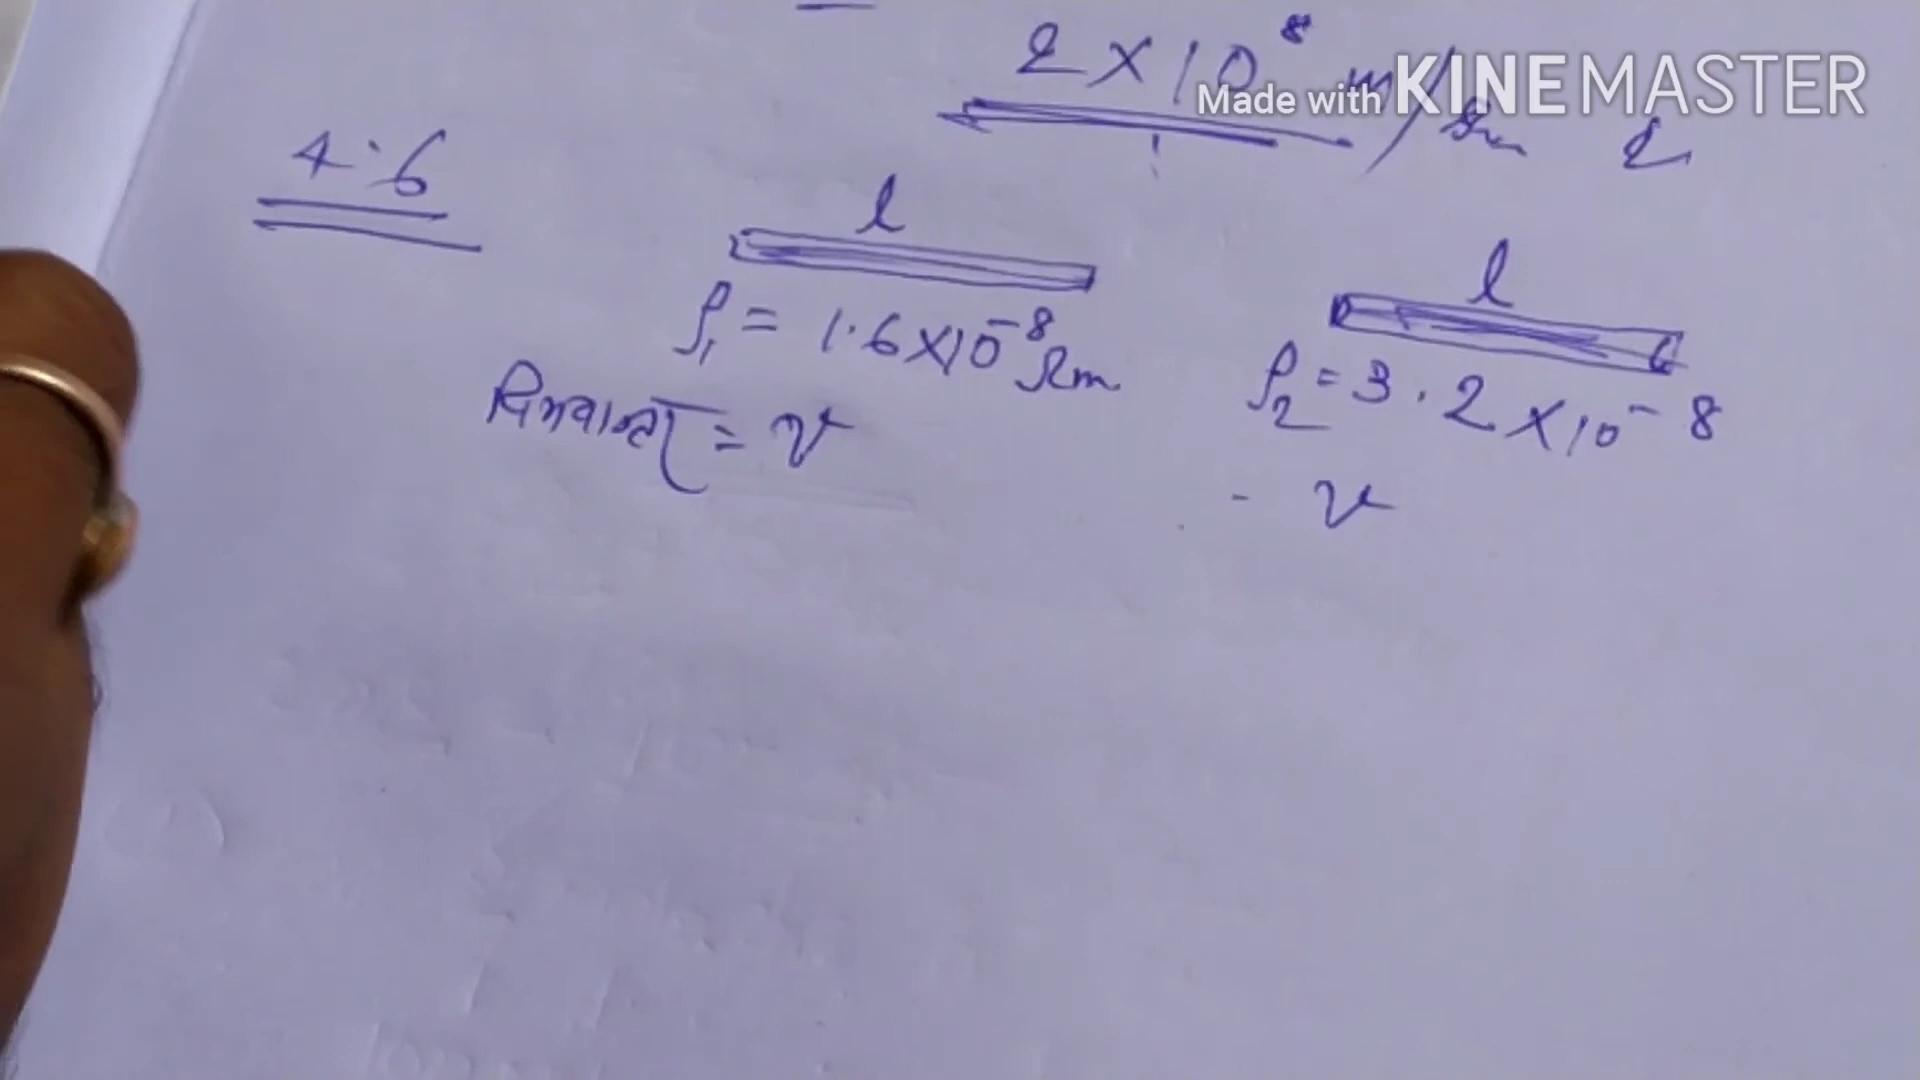 2 × 10⁸ m/
Made with KINEMASTER
4.6
l
l
ρ₁ = 1.6×10⁻⁸ Ωm
ρ₂ = 3.2 × 10⁻⁸
= V
- V